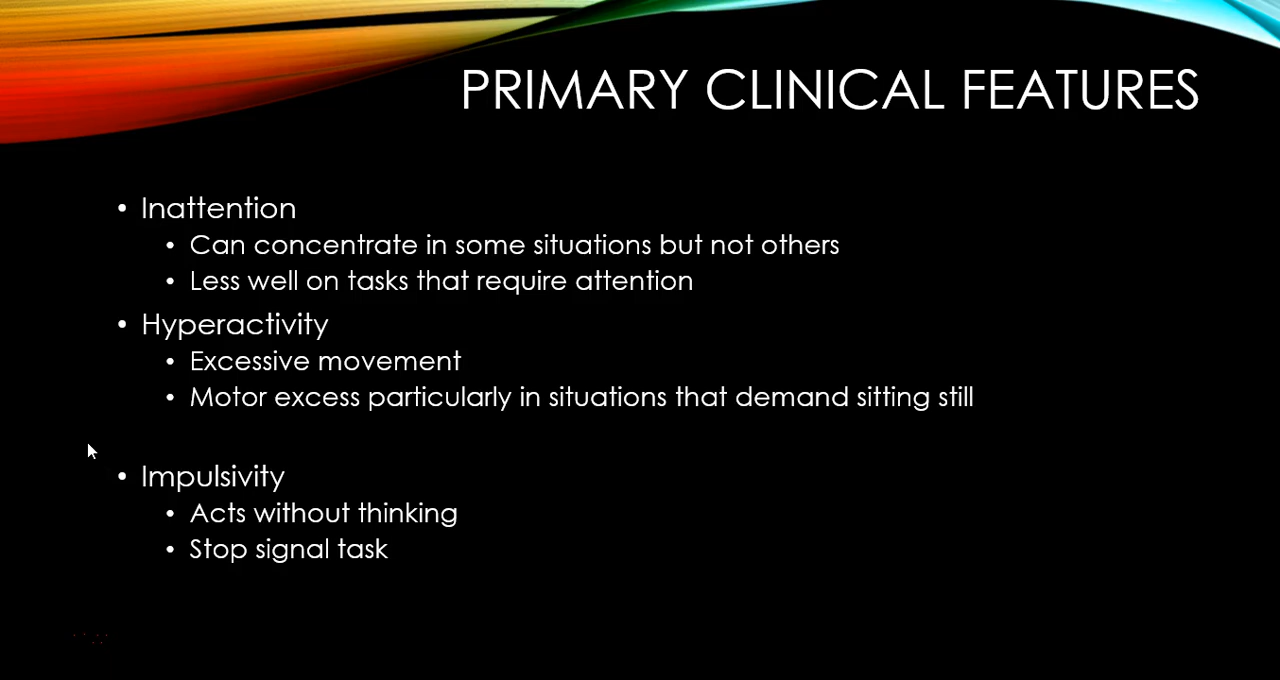 PRIMARY CLINICAL FEATURES
• Inattention
• Can concentrate in some situations but not others
• Less well on tasks that require attention
• Hyperactivity
• Excessive movement
• Motor excess particularly in situations that demand sitting still
• Impulsivity
• Acts without thinking
• Stop signal task